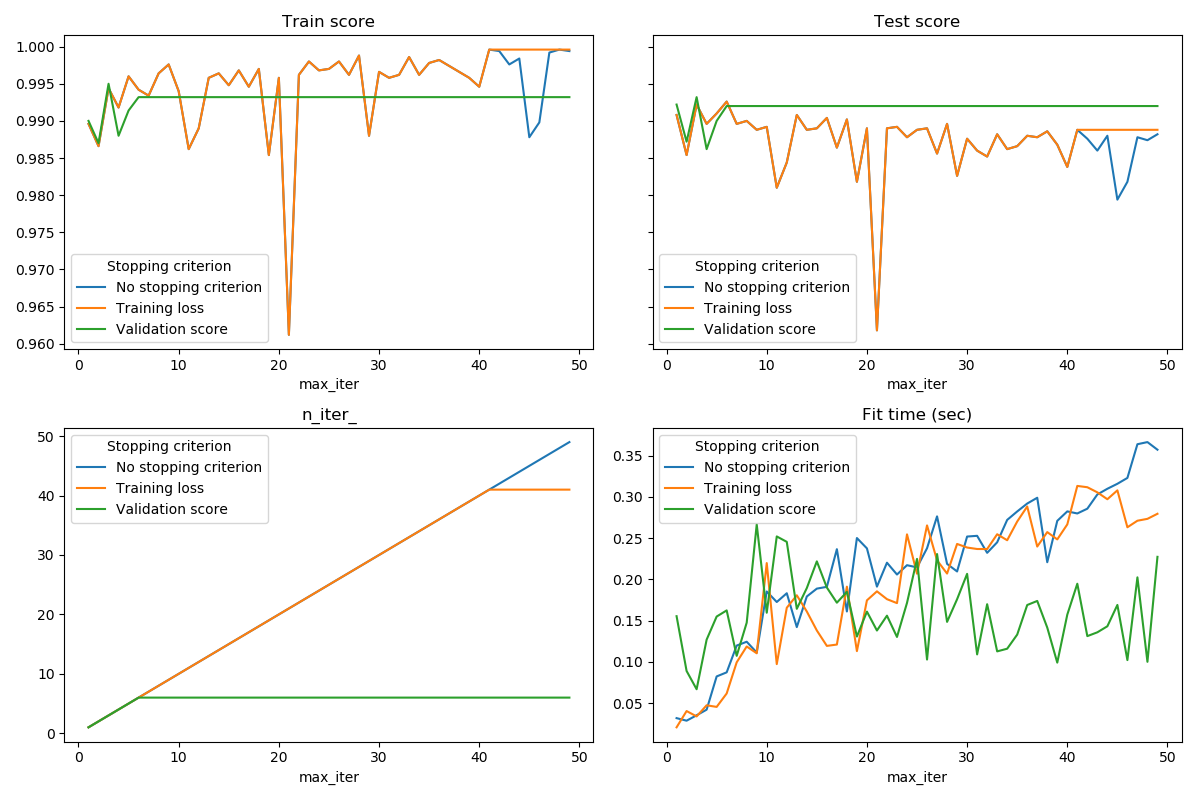 Train score
1.000
0.995
0.990
0.985
0.980
0.975
0.970
0.965
0.960
Stopping criterion
No stopping criterion
Training loss
Validation score
0 10 20 30 40 50
max_iter
Test score
Stopping criterion
No stopping criterion
Training loss
Validation score
0 10 20 30 40 50
max_iter
n_iter_
50
40
30
20
10
0
Stopping criterion
No stopping criterion
Training loss
Validation score
0 10 20 30 40 50
max_iter
Fit time (sec)
0.35
0.30
0.25
0.20
0.15
0.10
0.05
Stopping criterion
No stopping criterion
Training loss
Validation score
0 10 20 30 40 50
max_iter